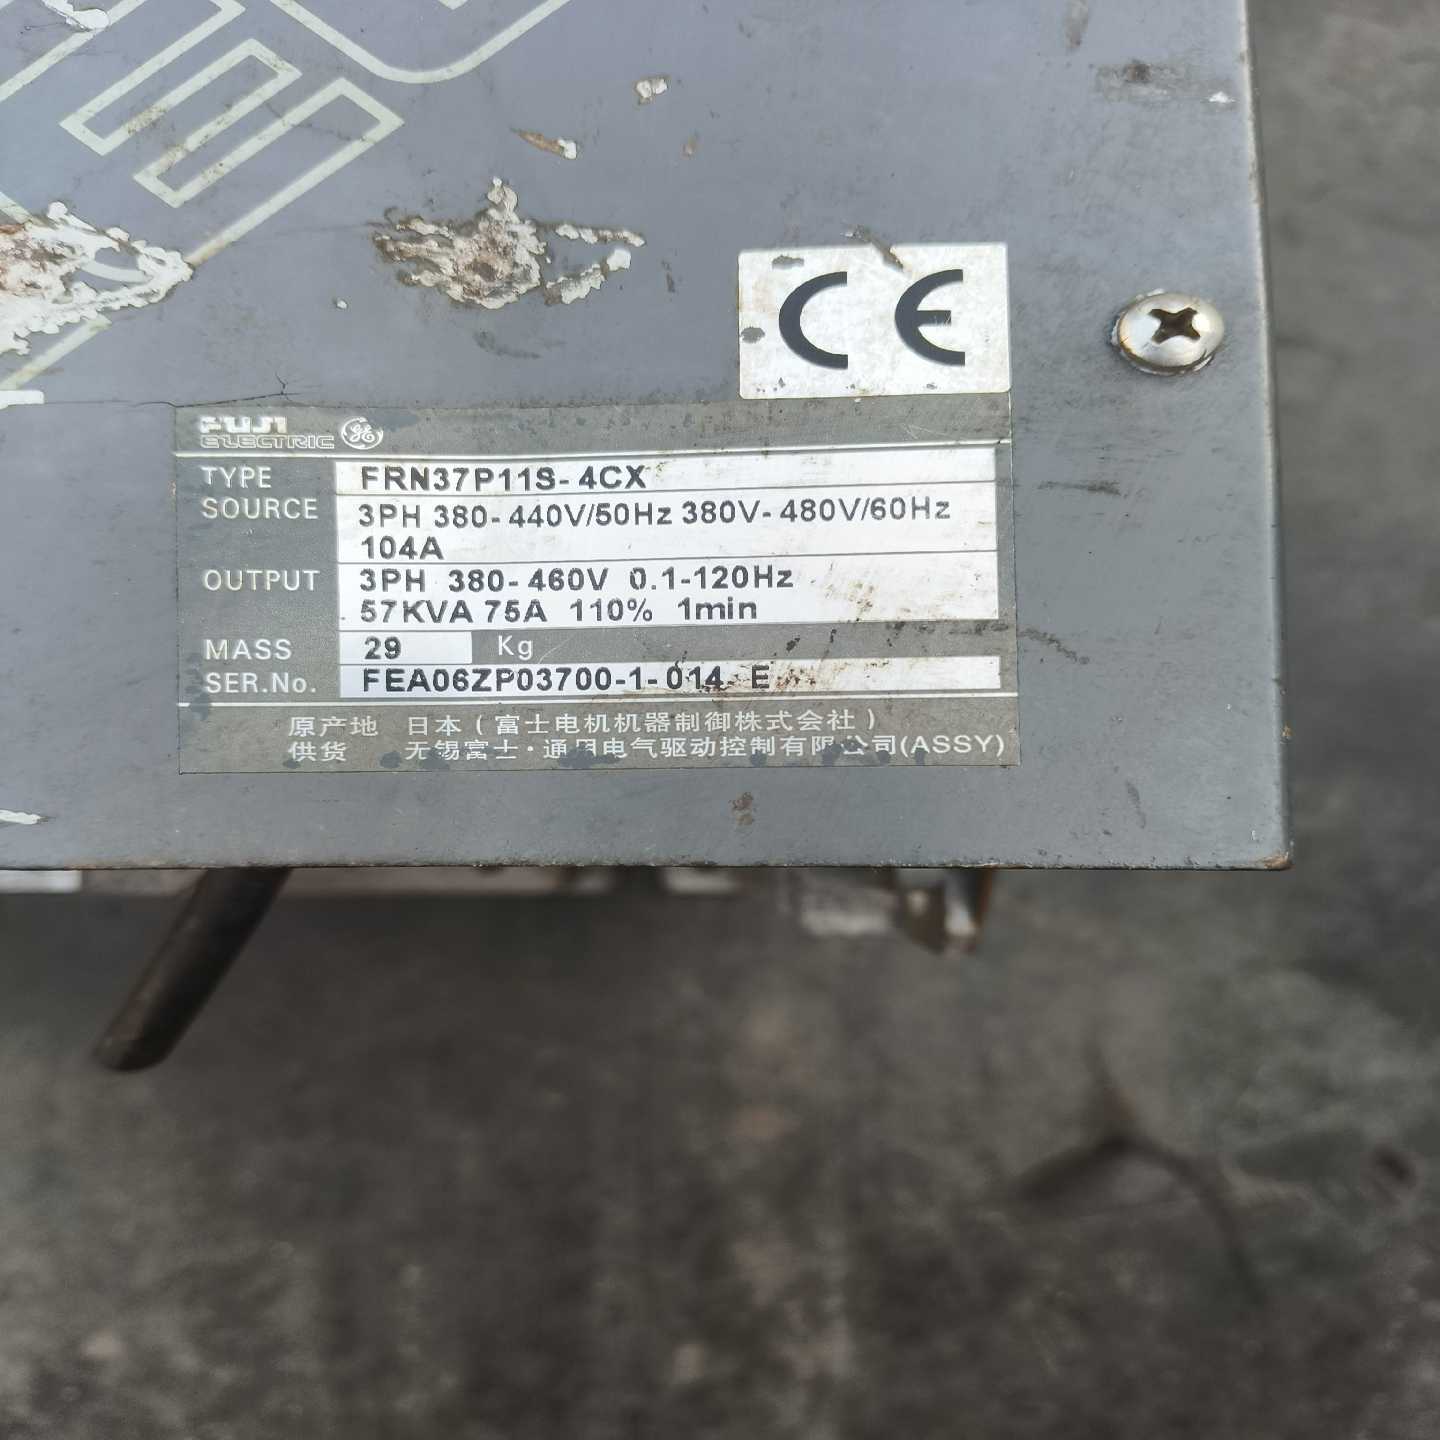 CE
FUJI
ELECTRIC GE
TYPE FRN37P11S-4CX
SOURCE 3PH 380-440V/50Hz 380V-480V/60Hz
104A
OUTPUT 3PH 380-460V 0.1-120Hz
57KVA 75A 110% 1min
MASS 29 Kg
SER.No. FEA06ZP03700-1-014 E
原产地 日本（富士电机机器制御株式会社）
供货 无锡富士·通用电气驱动控制有限公司(ASSY)